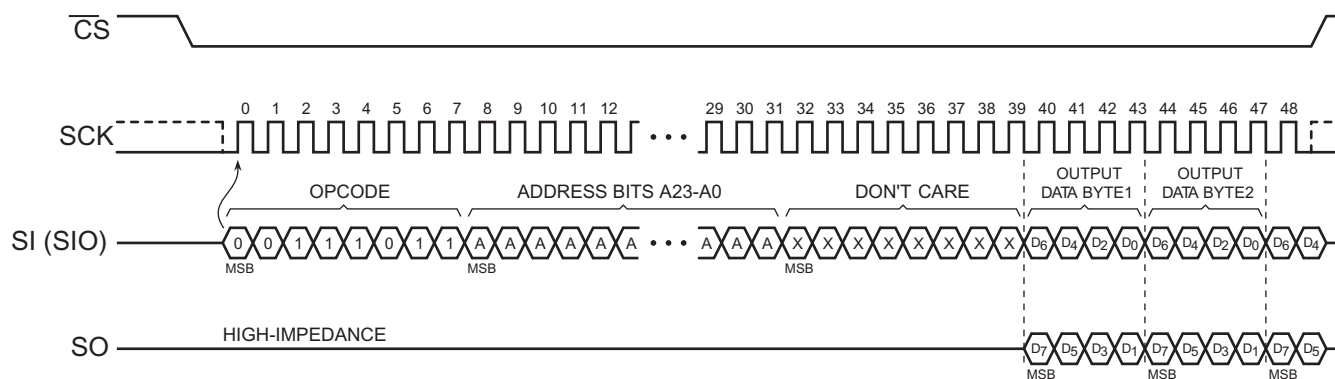 CS
0 1 2 3 4 5 6 7 8 9 10 11 12 29 30 31 32 33 34 35 36 37 38 39 40 41 42 43 44 45 46 47 48
SCK
OPCODE ADDRESS BITS A23-A0 DON'T CARE OUTPUT DATA BYTE1 OUTPUT DATA BYTE2
SI (SIO) 0 0 1 1 1 0 1 1 A A A A A A A A A X X X X X X X X D6 D4 D2 D0 D6 D4 D2 D0 D6 D4
MSB MSB MSB
HIGH-IMPEDANCE
SO D7 D5 D3 D1 D7 D5 D3 D1 D7 D5
MSB MSB MSB